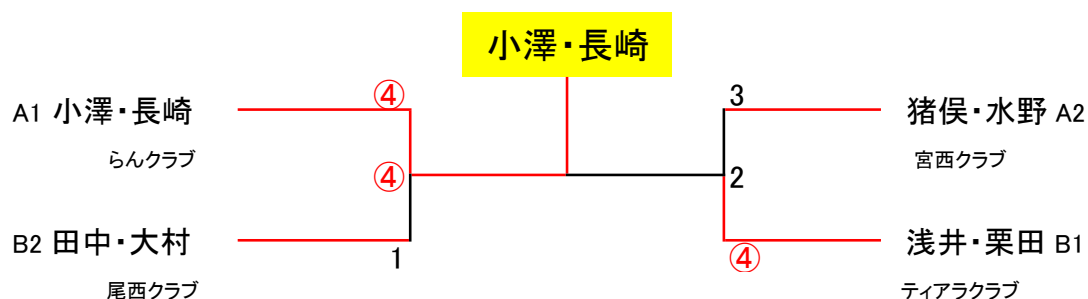 小澤・長崎
④
3
A1 小澤・長崎
猪俣・水野 A2
らんクラブ
宮西クラブ
④
2
B2 田中・大村
1
④
浅井・栗田 B1
尾西クラブ
ティアラクラブ